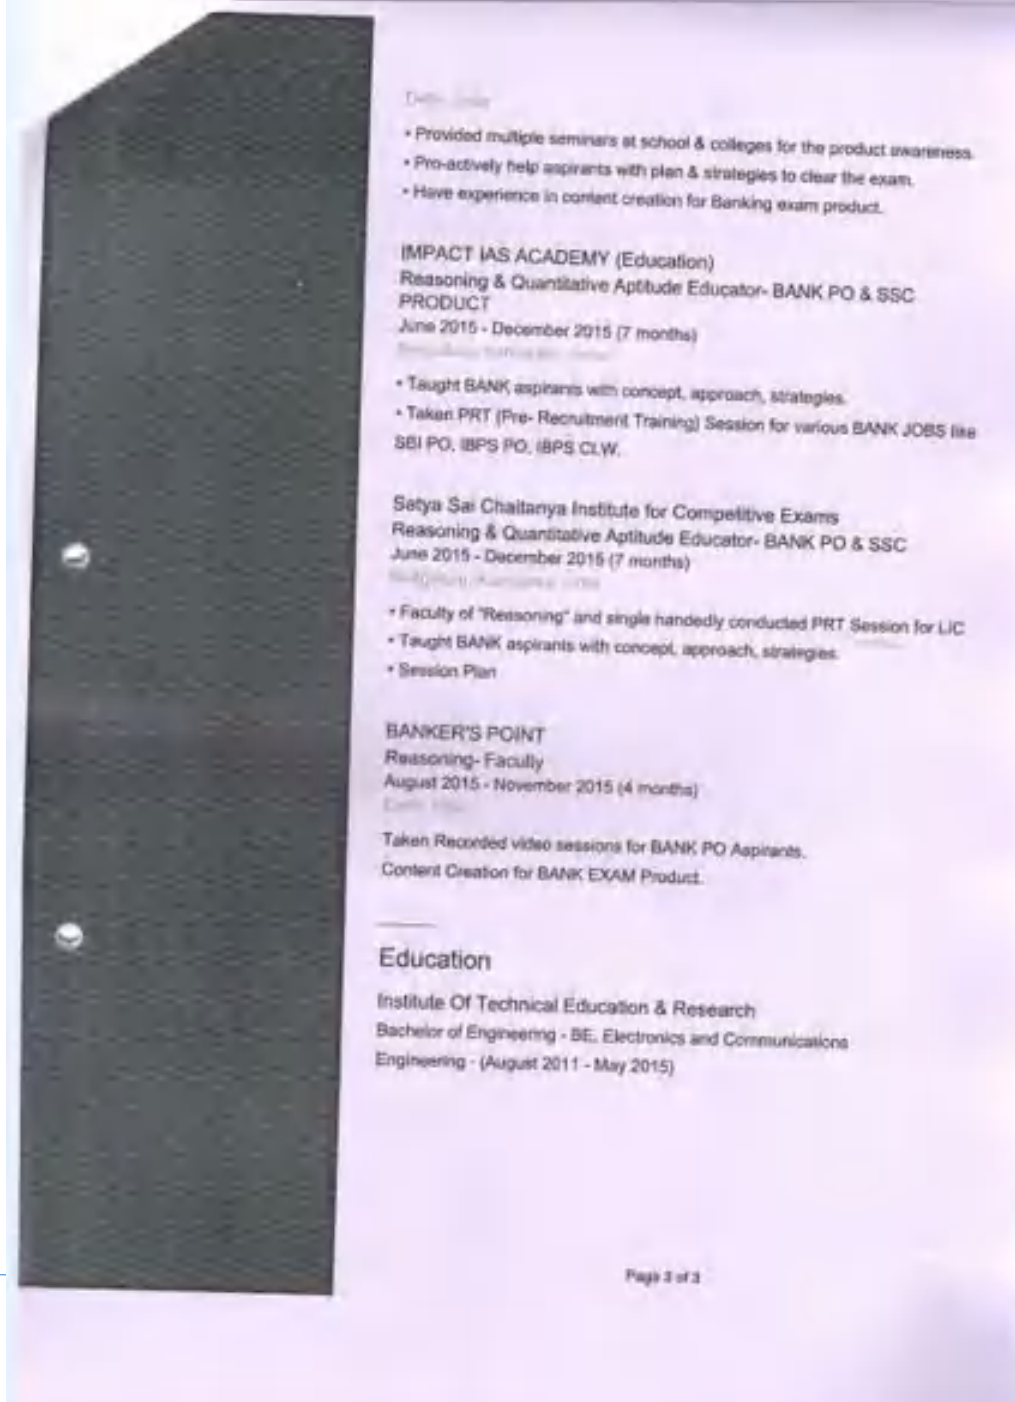 • Provided multiple seminars at school & colleges for the product awareness.
• Pro-actively help aspirants with plan & strategies to clear the exam.
• Have experience in content creation for Banking exam product.
IMPACT IAS ACADEMY (Education)
Reasoning & Quantitative Aptitude Educator- BANK PO & SSC
PRODUCT
June 2015 - December 2015 (7 months)
• Taught BANK aspirants with concept, approach, strategies.
• Taken PRT (Pre- Recruitment Training) Session for various BANK JOBS like
SBI PO, IBPS PO, IBPS CLW.
Satya Sai Chaitanya Institute for Competitive Exams
Reasoning & Quantitative Aptitude Educator- BANK PO & SSC
June 2015 - December 2015 (7 months)
• Faculty of "Reasoning" and single handedly conducted PRT Session for LIC
• Taught BANK aspirants with concept, approach, strategies.
• Session Plan
BANKER'S POINT
Reasoning- Faculty
August 2015 - November 2015 (4 months)
Taken Recorded video sessions for BANK PO Aspirants.
Content Creation for BANK EXAM Product.
Education
Institute Of Technical Education & Research
Bachelor of Engineering - BE, Electronics and Communications
Engineering - (August 2011 - May 2015)
Page 3 of 3